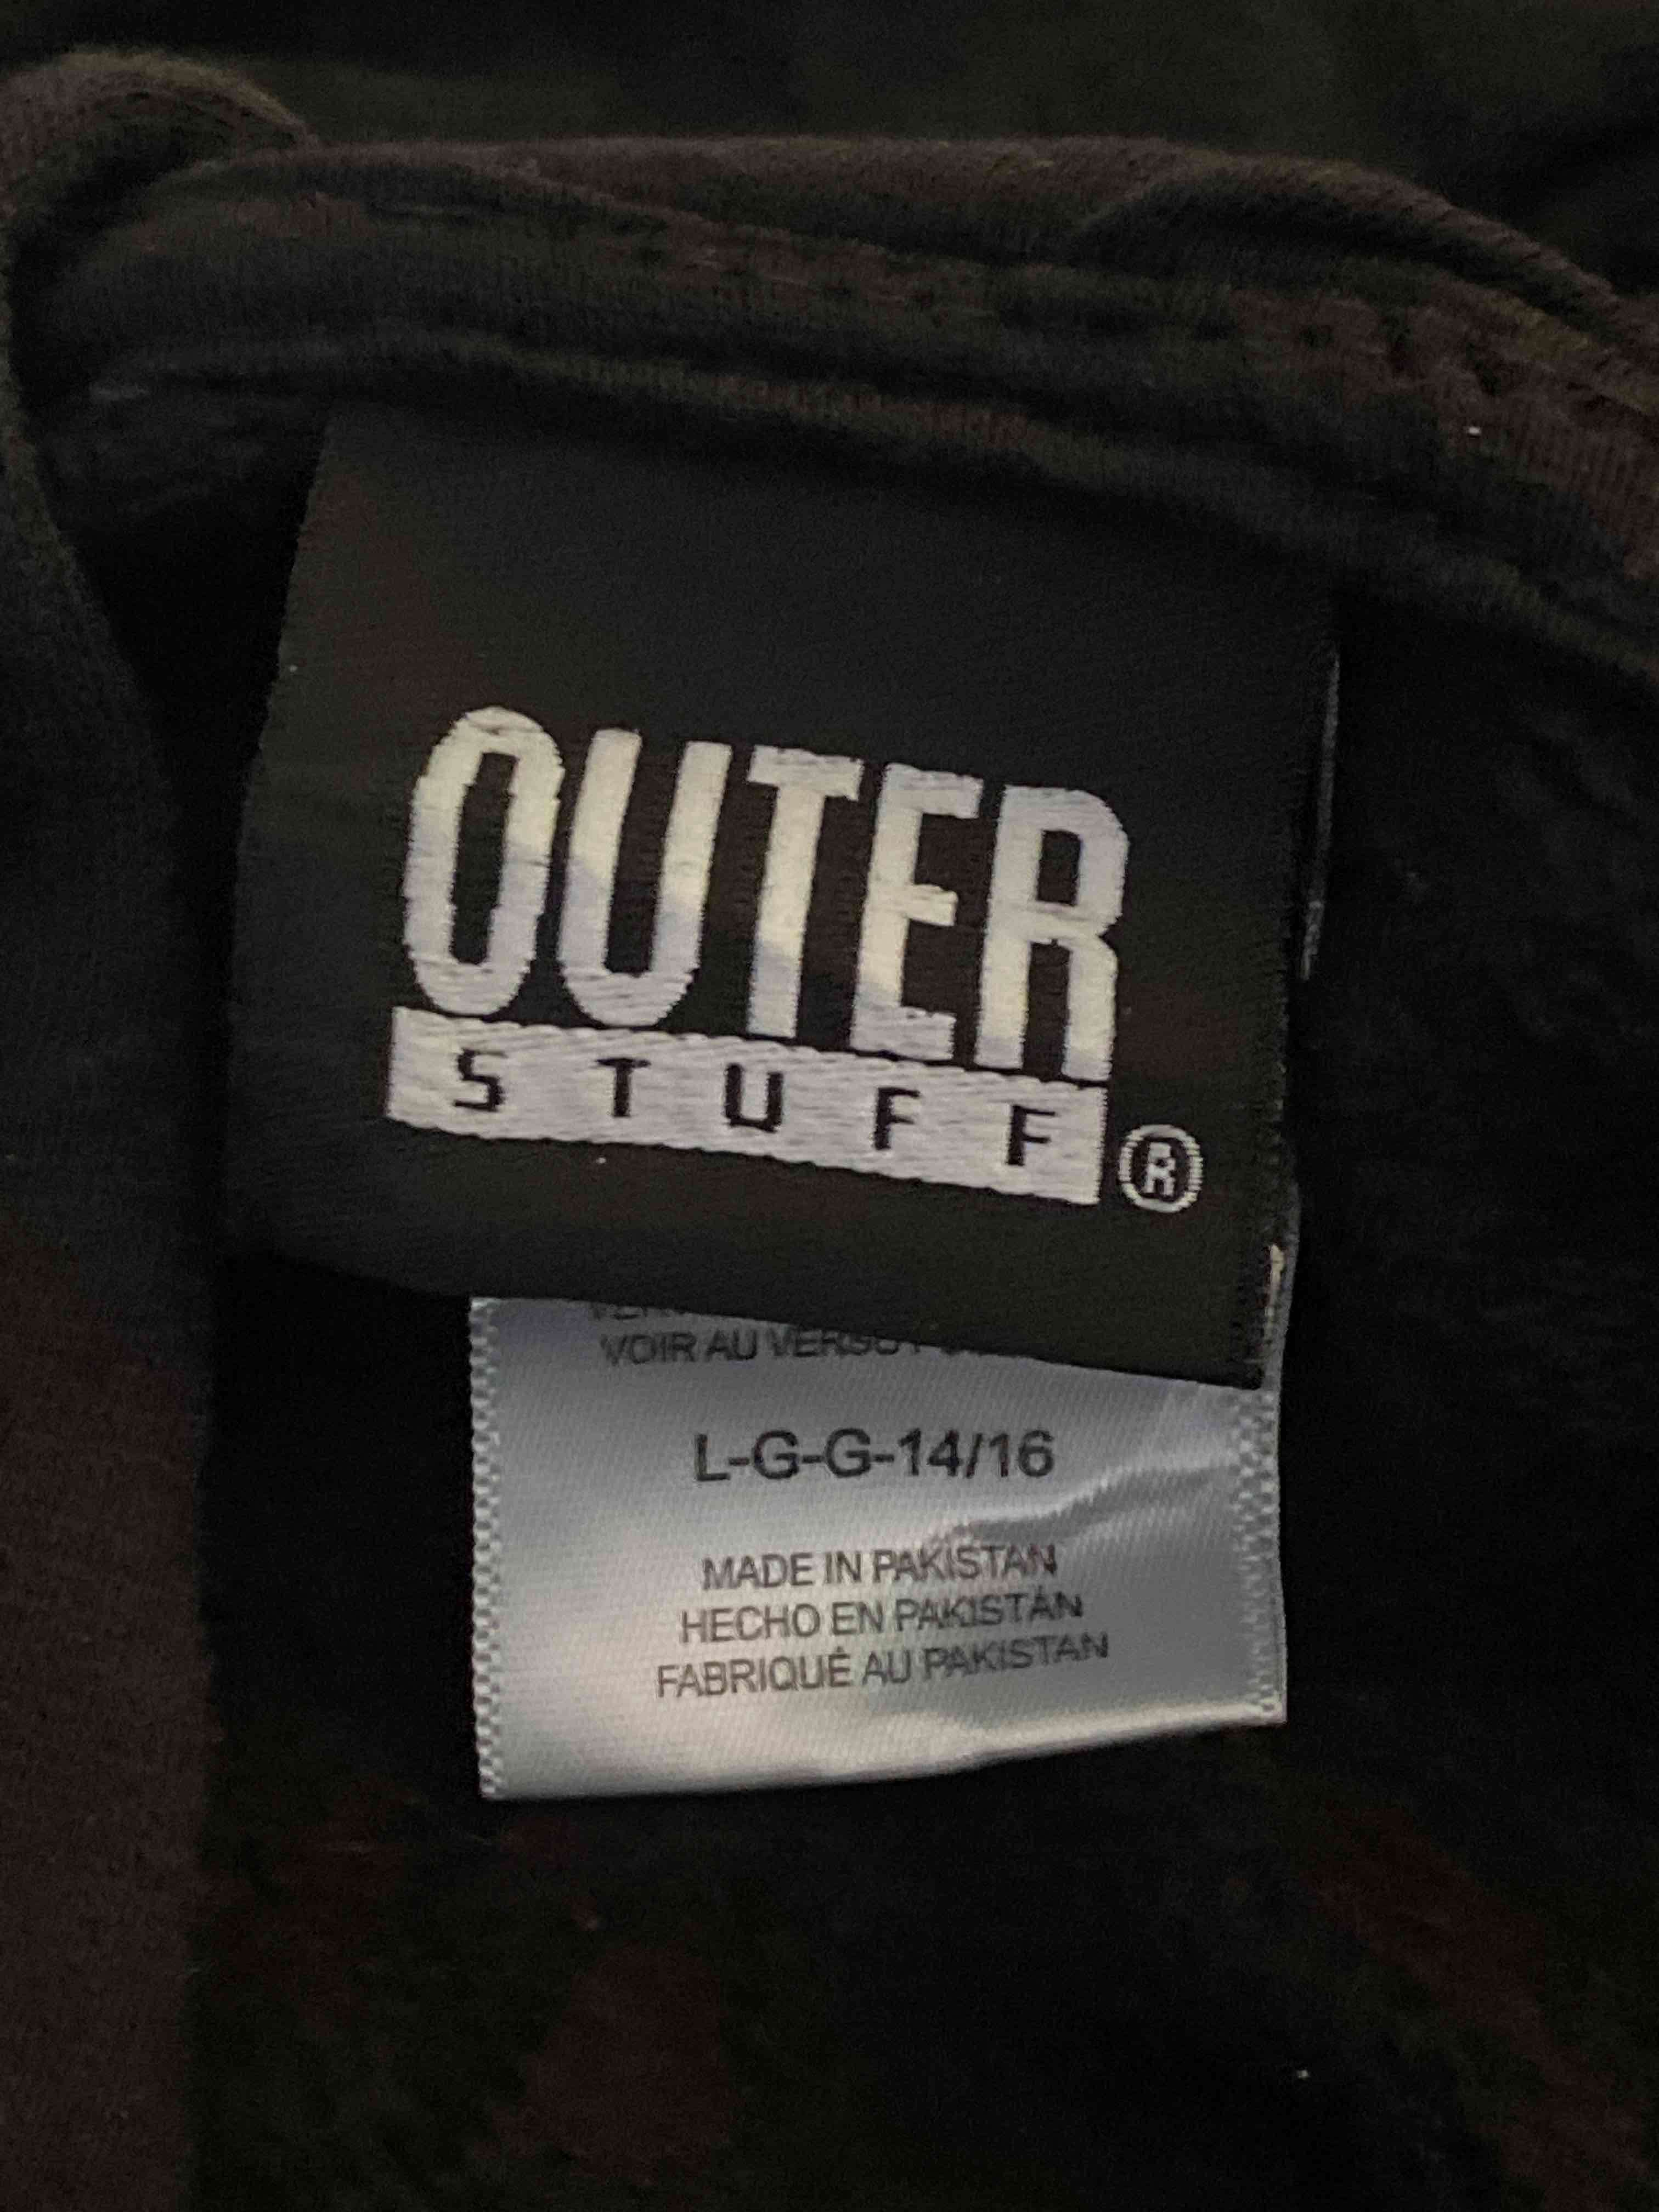 OUTER
STUFF®
VOIR AU VERSO
L-G-G-14/16
MADE IN PAKISTAN
HECHO EN PAKISTÁN
FABRIQUÉ AU PAKISTAN